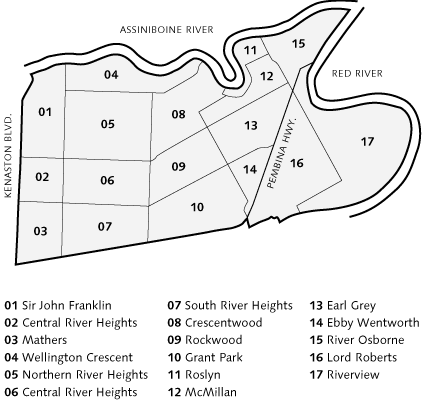 ASSINIBOINE RIVER
15
11
04
12
RED RIVER
01
08
05
13
17
KENASTON BLVD.
PEMBINA HWY.
16
09
14
02
06
10
07
03
01 Sir John Franklin
02 Central River Heights
03 Mathers
04 Wellington Crescent
05 Northern River Heights
06 Central River Heights
07 South River Heights
08 Crescentwood
09 Rockwood
10 Grant Park
11 Roslyn
12 McMillan
13 Earl Grey
14 Ebby Wentworth
15 River Osborne
16 Lord Roberts
17 Riverview